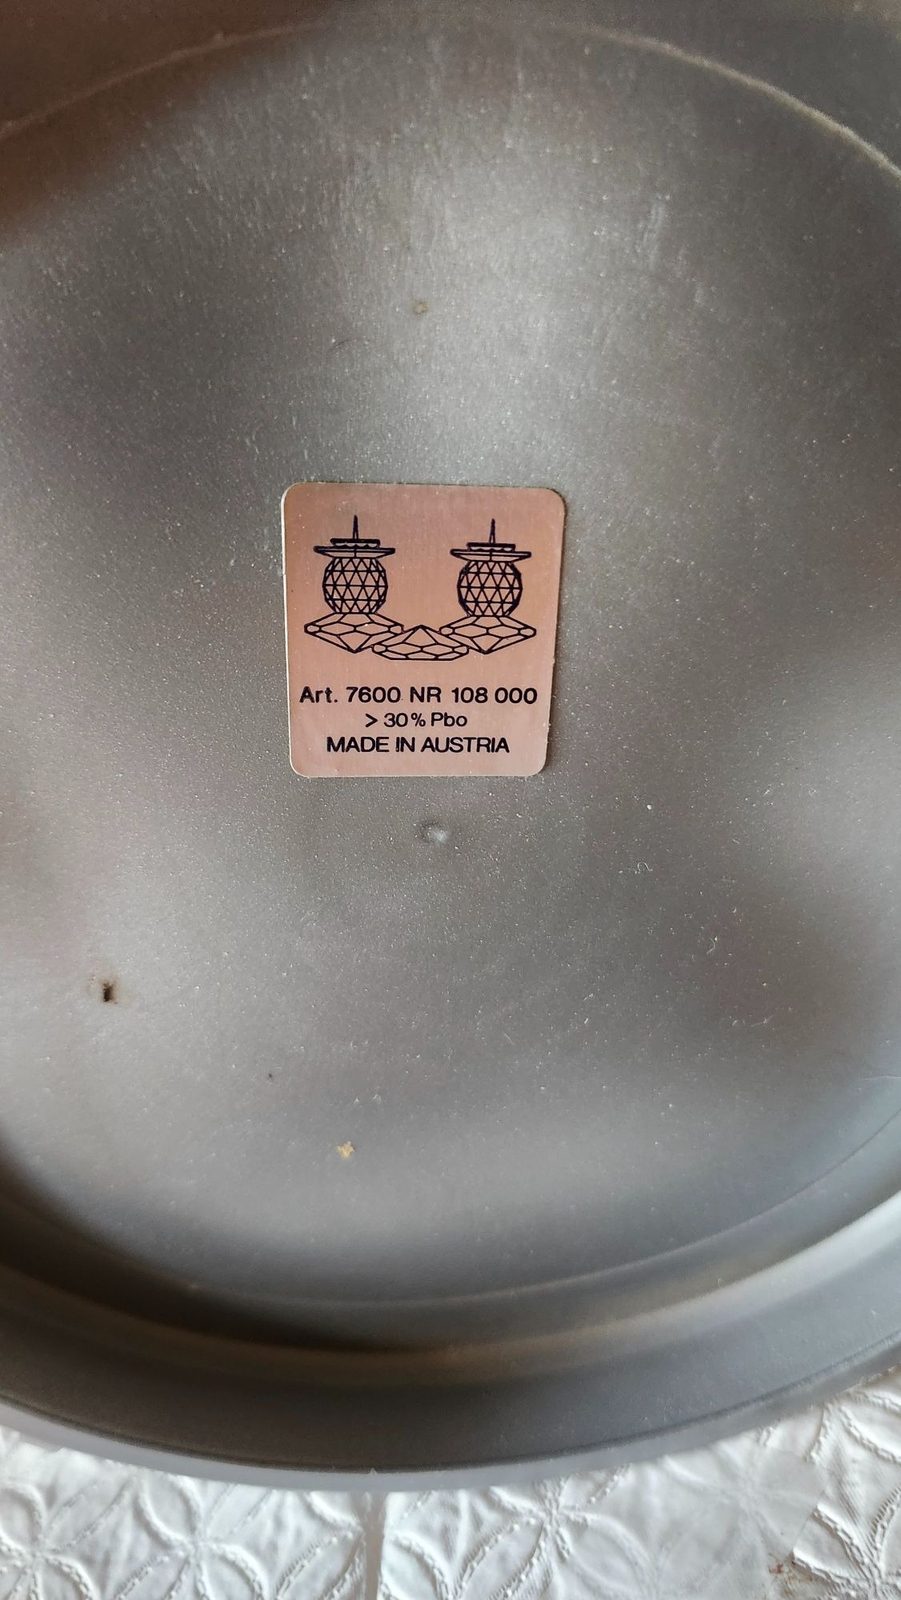 Art. 7600 NR 108 000
> 30% Pbo
MADE IN AUSTRIA